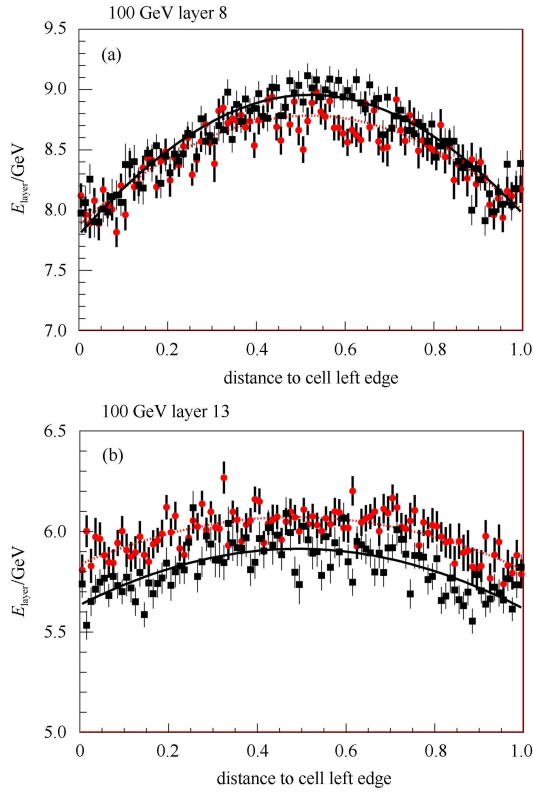 100 GeV layer 8
(a)
9.5
9.0
8.5
8.0
7.5
7.0
E_layer/GeV
0 0.2 0.4 0.6 0.8 1.0
distance to cell left edge
100 GeV layer 13
(b)
6.5
6.0
5.5
5.0
E_layer/GeV
0 0.2 0.4 0.6 0.8 1.0
distance to cell left edge